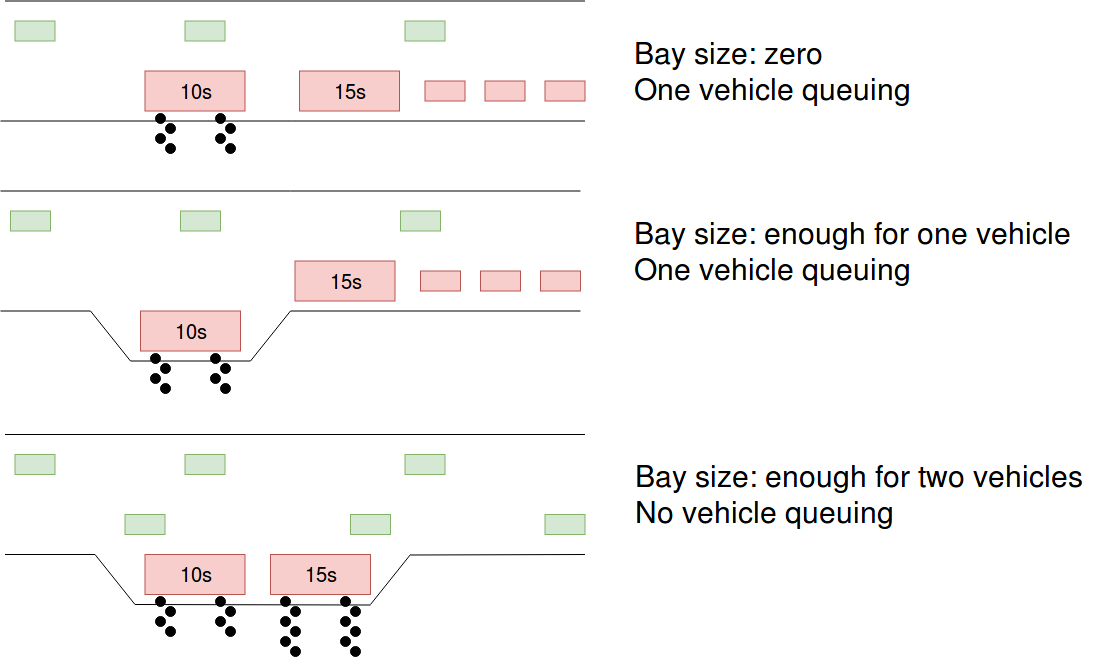 10s
15s
Bay size: zero
One vehicle queuing
15s
10s
Bay size: enough for one vehicle
One vehicle queuing
10s
15s
Bay size: enough for two vehicles
No vehicle queuing